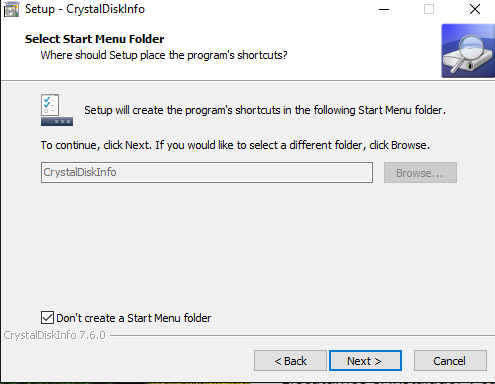 Setup - CrystalDiskInfo
Select Start Menu Folder
Where should Setup place the program's shortcuts?
Setup will create the program's shortcuts in the following Start Menu folder.
To continue, click Next. If you would like to select a different folder, click Browse.
CrystalDiskInfo
Browse...
Don't create a Start Menu folder
CrystalDiskInfo 7.6.0
< Back
Next >
Cancel